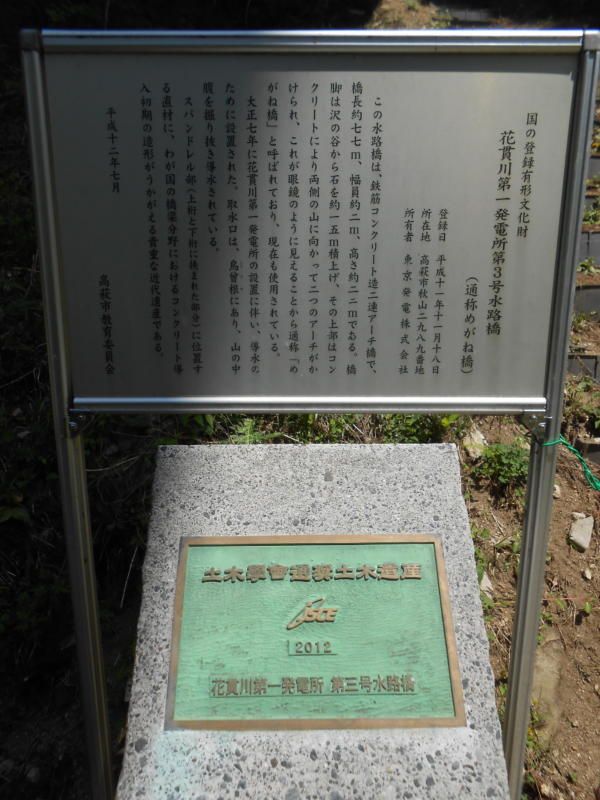 国の登録有形文化財
花貫川第一発電所第3号水路橋
（通称めがね橋）
登録日　平成十一年十一月十八日
所在地　高萩市秋山二九八九番地
所有者　東京発電株式会社
この水路橋は、鉄筋コンクリート造二連アーチ橋で、
橋長約七七m、幅員約二m、高さ約二二mである。橋
脚は沢の谷から石を約一五m積上げ、その上部はコン
クリートにより両側の山に向かって二つのアーチがか
けられ、これが眼鏡のように見えることから通称「め
がね橋」と呼ばれており、現在も使用されている。
大正七年に花貫川第一発電所の設置に伴い、導水の
ために設置された。取水口は、鳥曽根にあり、山の中
腹を掘り抜き導水されている。
スパンドレル部（上桁と下桁に挟まれた部分）に位置す
る直材に、わが国の橋梁分野におけるコンクリート導
入初期の造形がうかがえる貴重な近代遺産である。
平成十二年七月
高萩市教育委員会
土木學會選奨土木遺産
JSCE
2012
花貫川第一発電所 第三号水路橋